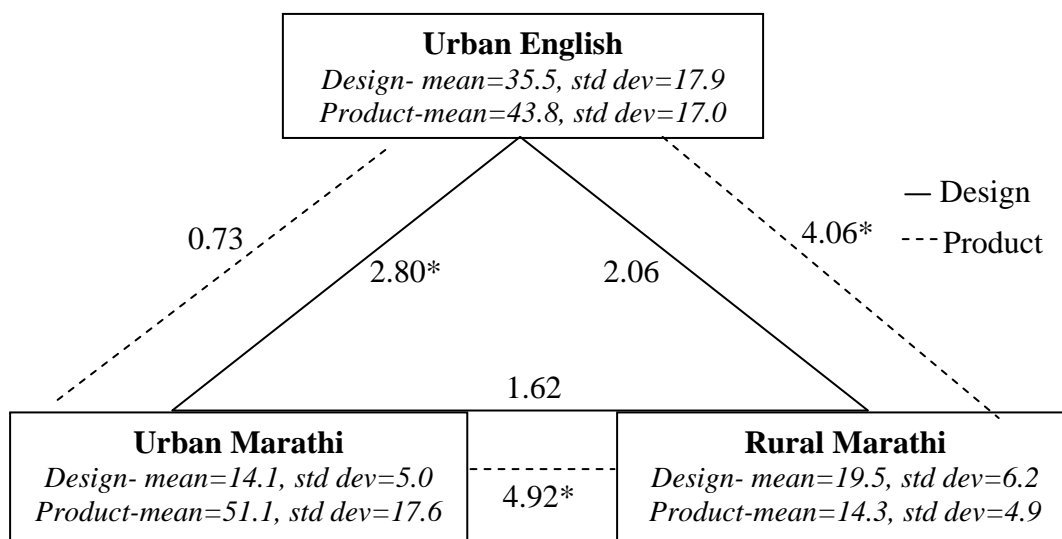 Urban English
Design- mean=35.5, std dev=17.9
Product-mean=43.8, std dev=17.0
Design
Product
0.73
2.80*
2.06
4.06*
1.62
Urban Marathi
Design- mean=14.1, std dev=5.0
Product-mean=51.1, std dev=17.6
4.92*
Rural Marathi
Design- mean=19.5, std dev=6.2
Product-mean=14.3, std dev=4.9